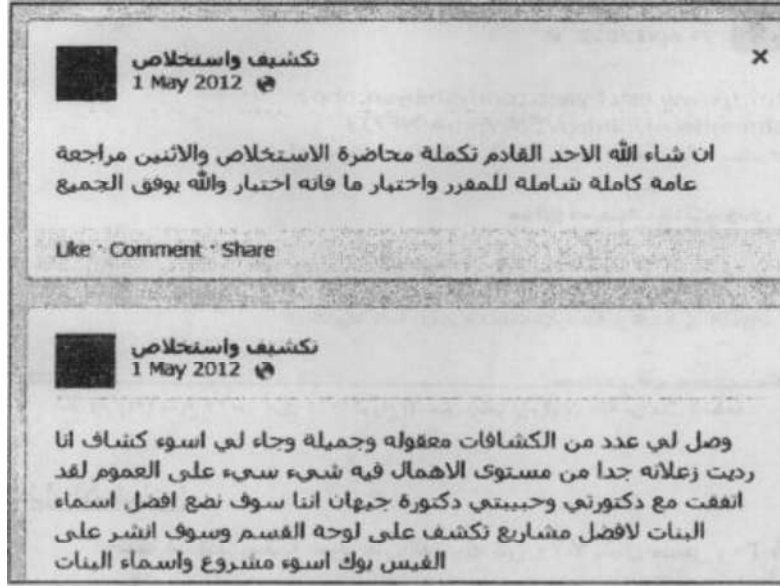 تكشيف واستخلاص
1 May 2012
×
ان شاء الله الاحد القادم تكملة محاضرة الاستخلاص والاثنين مراجعة
عامة كاملة شاملة للمقرر واختبار ما فاته اختبار والله يوفق الجميع
Like · Comment · Share
تكشيف واستخلاص
1 May 2012
وصل لي عدد من الكشافات معقوله وجميلة وجاء لي اسوء كشاف انا
رديت زعلانه جدا من مستوى الاهمال فيه شيء سيء على العموم لقد
اتفقت مع دكتورتي وحبيبتي دكتورة جيهان اننا سوف نضع افضل اسماء
البنات لافضل مشاريع تكشف على لوحة القسم وسوف انشر على
الفيس بوك اسوء مشروع واسماء البنات